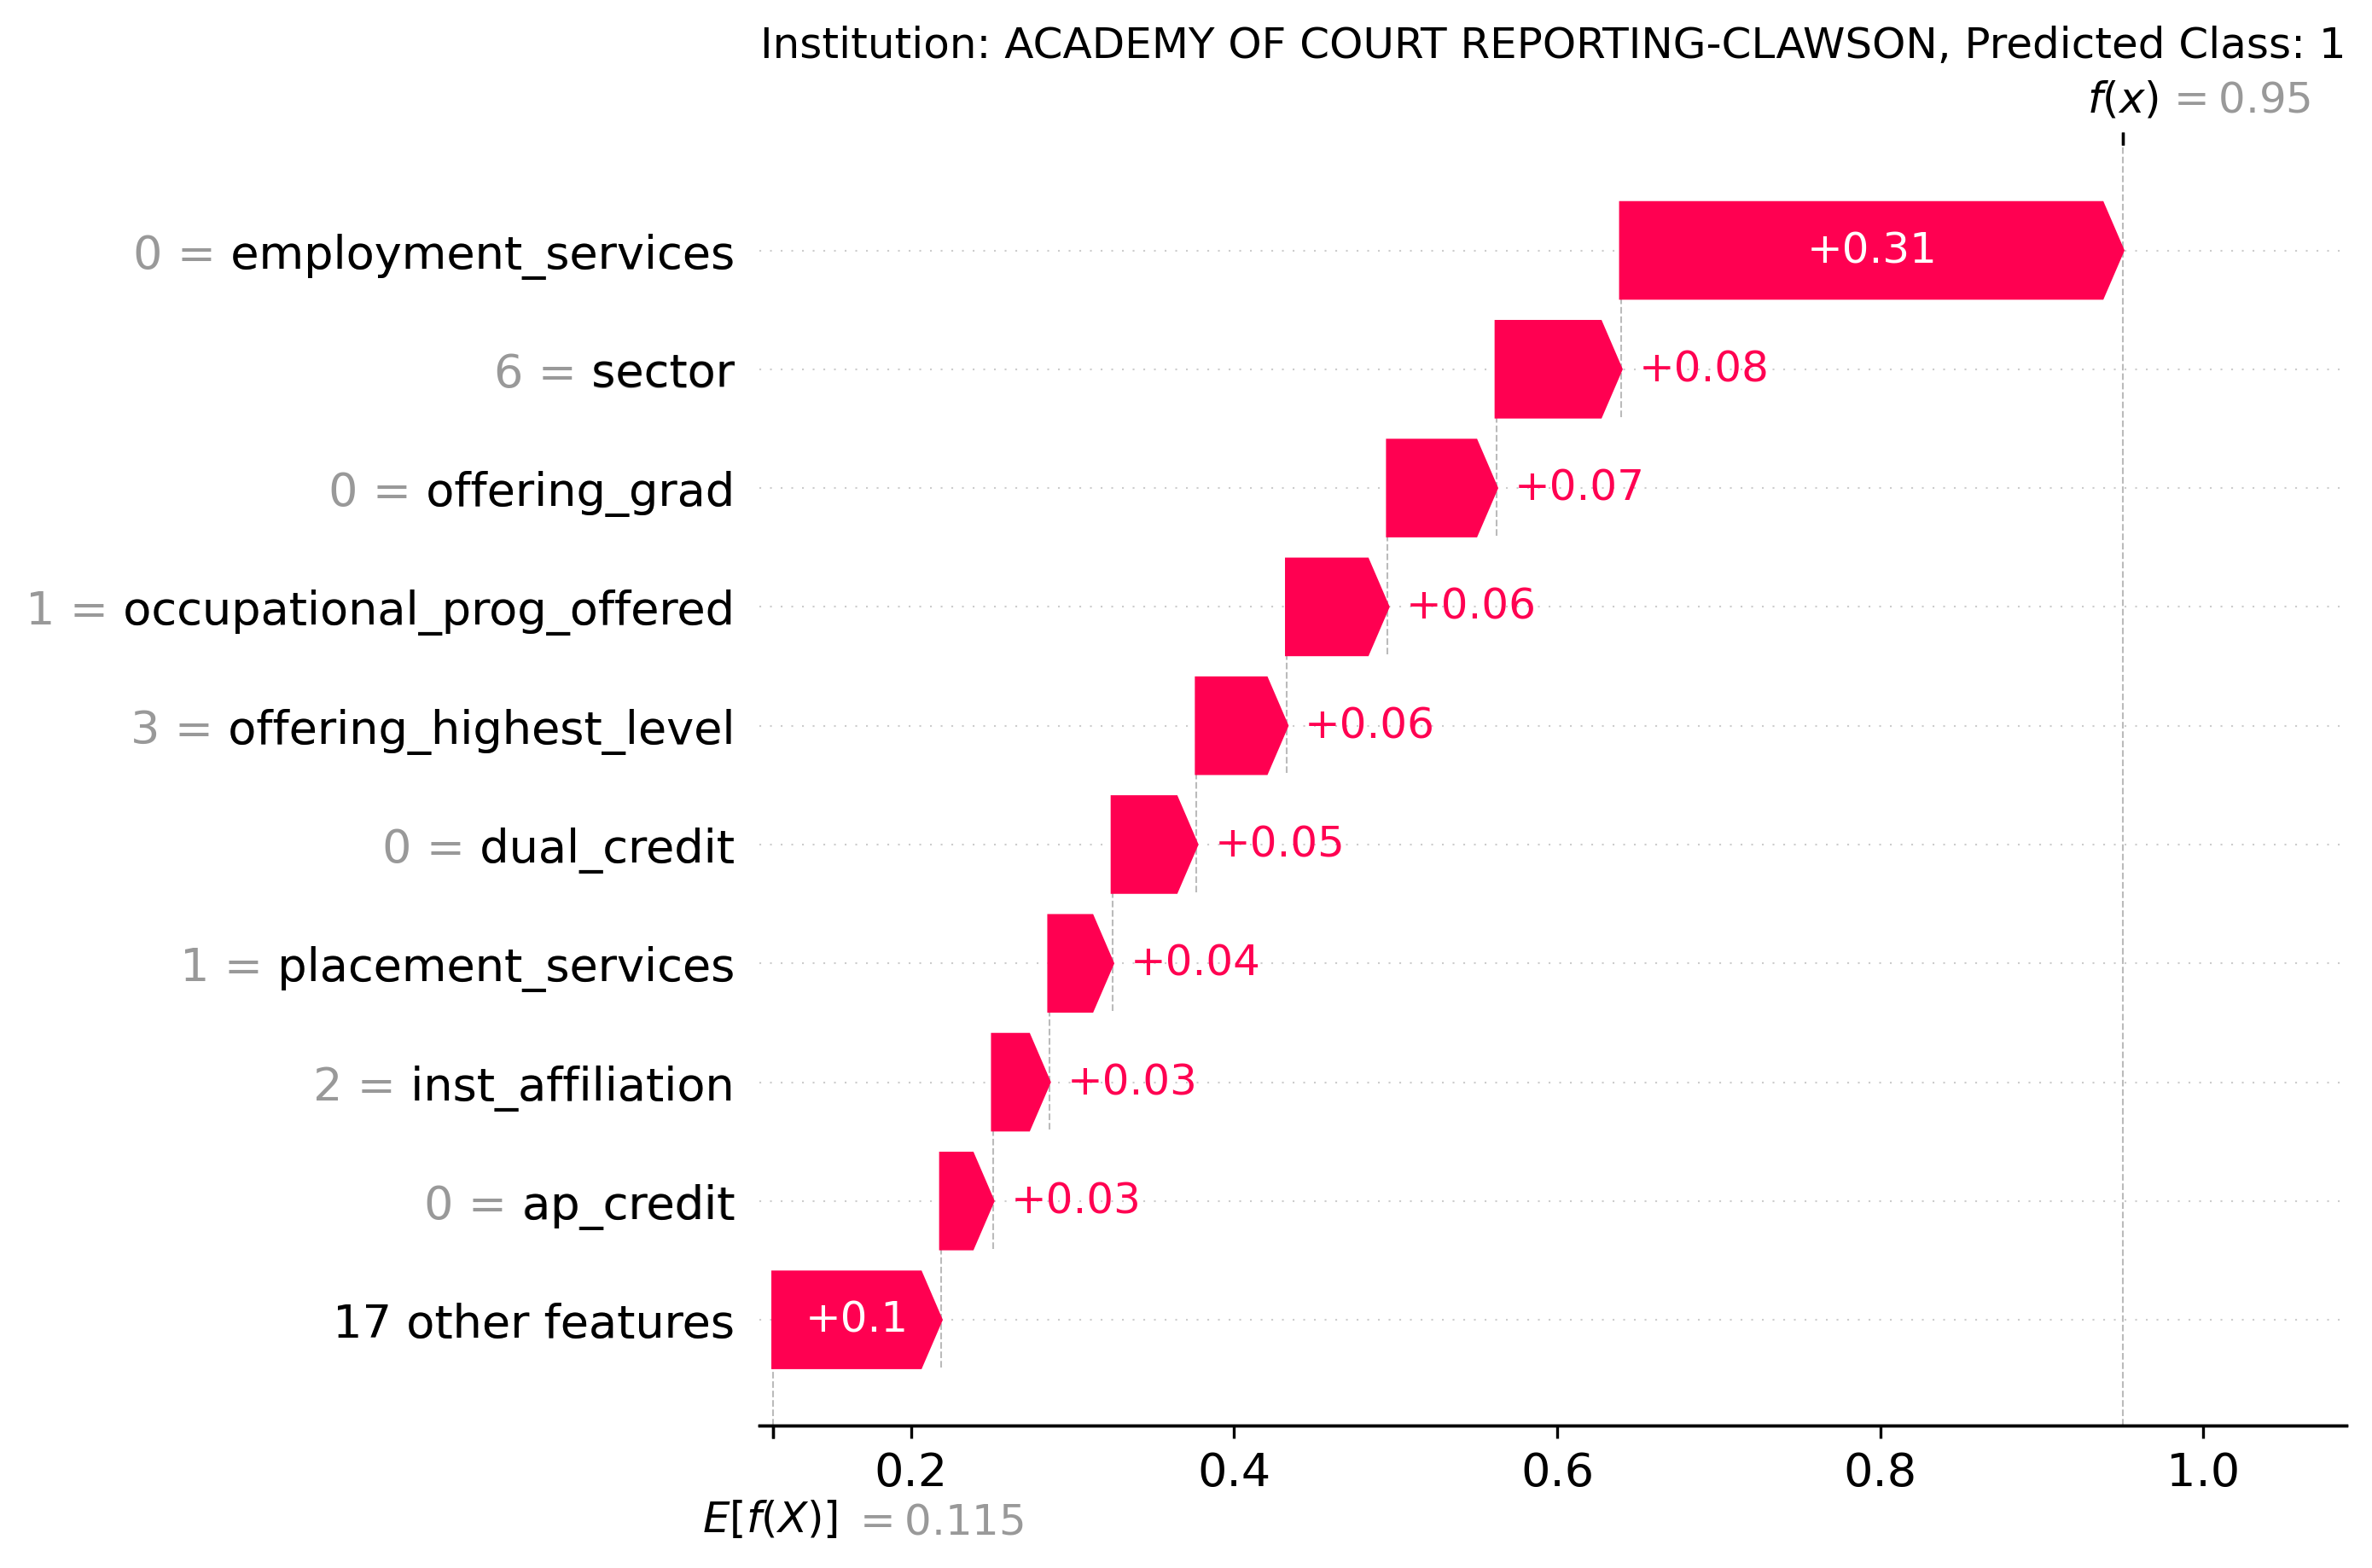 Institution: ACADEMY OF COURT REPORTING-CLAWSON, Predicted Class: 1
f(x) = 0.95
0 = employment_services +0.31
6 = sector +0.08
0 = offering_grad +0.07
1 = occupational_prog_offered +0.06
3 = offering_highest_level +0.06
0 = dual_credit +0.05
1 = placement_services +0.04
2 = inst_affiliation +0.03
0 = ap_credit +0.03
17 other features +0.1
0.2 0.4 0.6 0.8 1.0
E[f(X)] = 0.115